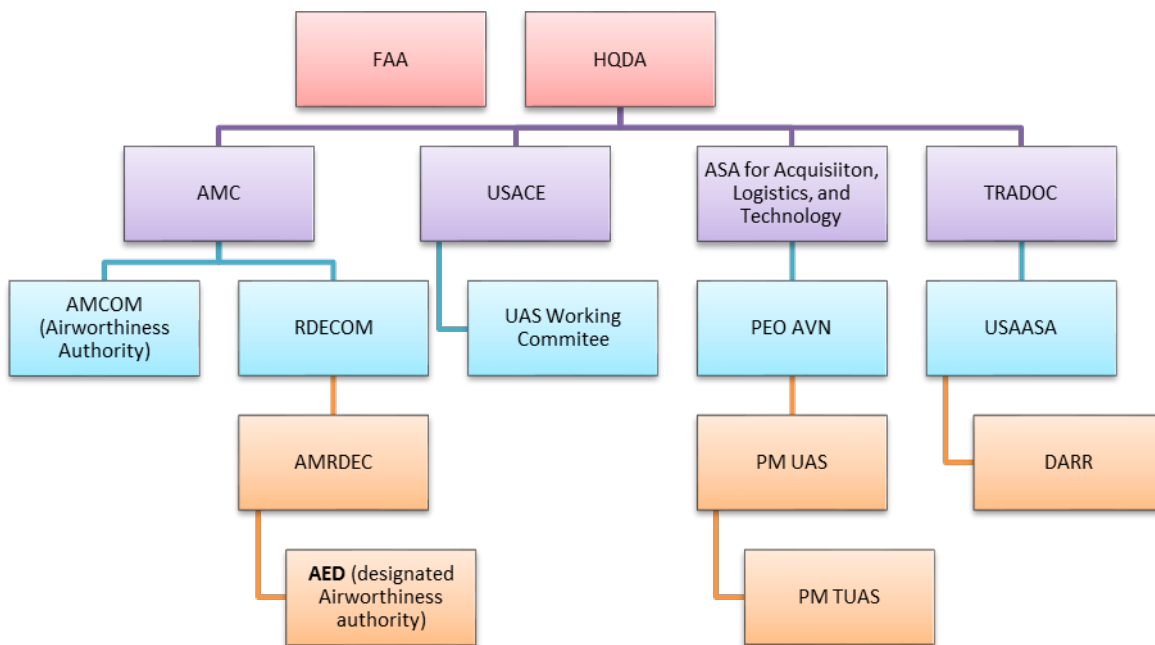 FAA
HQDA
AMC
USACE
ASA for Acquisiiton,
Logistics, and
Technology
TRADOC
AMCOM
(Airworthiness
Authority)
RDECOM
UAS Working
Commitee
PEO AVN
USAASA
AMRDEC
PM UAS
DARR
AED (designated
Airworthiness
authority)
PM TUAS